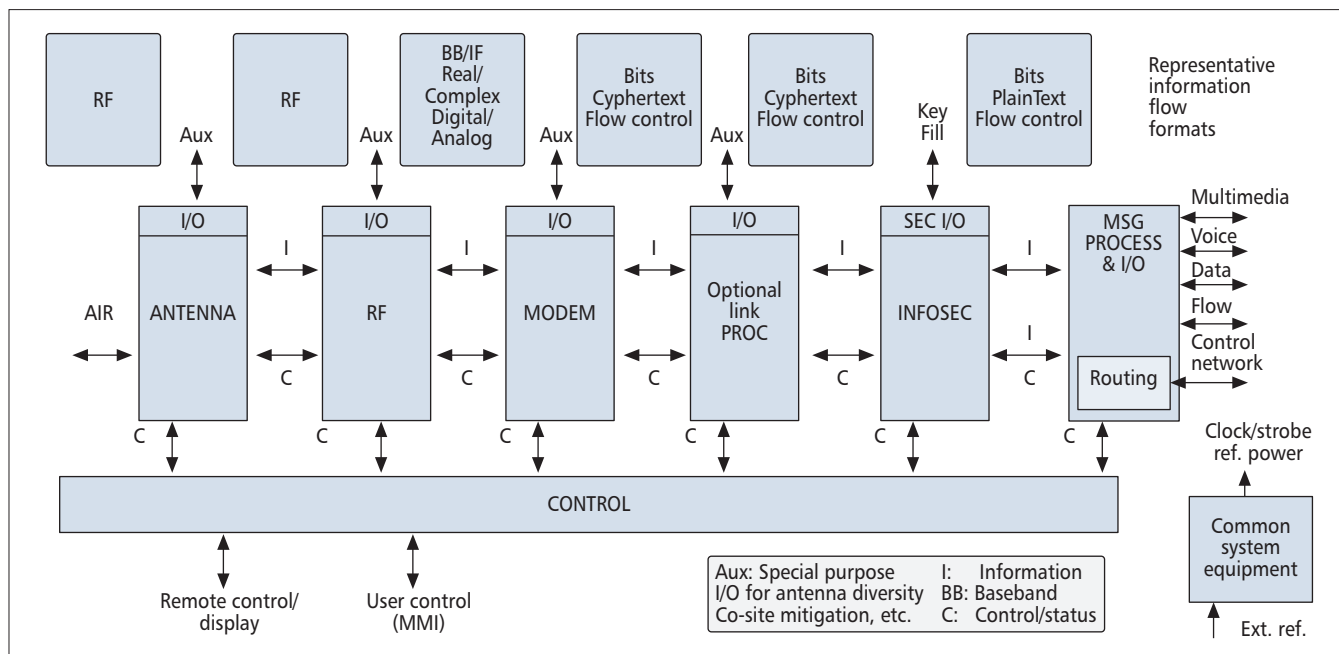 RF
RF
BB/IF
Real/
Complex
Digital/
Analog
Bits
Cyphertext
Flow control
Bits
Cyphertext
Flow control
Bits
PlainText
Flow control
Representative
information
flow
formats
Aux
Aux
Aux
Aux
Key
Fill
I/O
I/O
I/O
I/O
SEC I/O
MSG
PROCESS
& I/O
Multimedia
Voice
Data
Flow
Control
network
I
I
I
I
I
AIR
ANTENNA
RF
MODEM
Optional
link
PROC
INFOSEC
I
C
C
C
C
C
Routing
C
C
C
C
C
C
CONTROL
Clock/strobe
ref. power
Common
system
equipment
Ext. ref.
Remote control/
display
User control
(MMI)
Aux: Special purpose
I/O for antenna diversity
Co-site mitigation, etc.
I: Information
BB: Baseband
C: Control/status